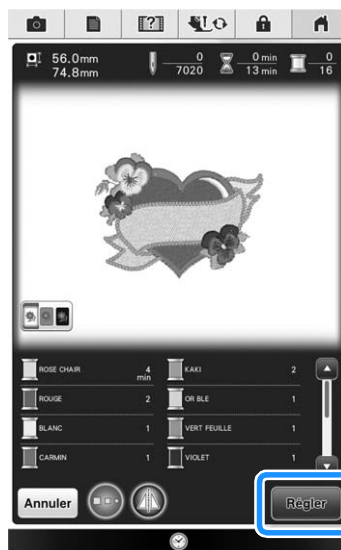 56.0mm 0 0 min 0
74.8mm 7020 13 min 16
ROSE CHAIR 4 min KAKI 2
ROUGE 2 OR BLE 1
BLANC 1 VERT FEUILLE 1
CARMIN 1 VIOLET 1
Annuler Régler